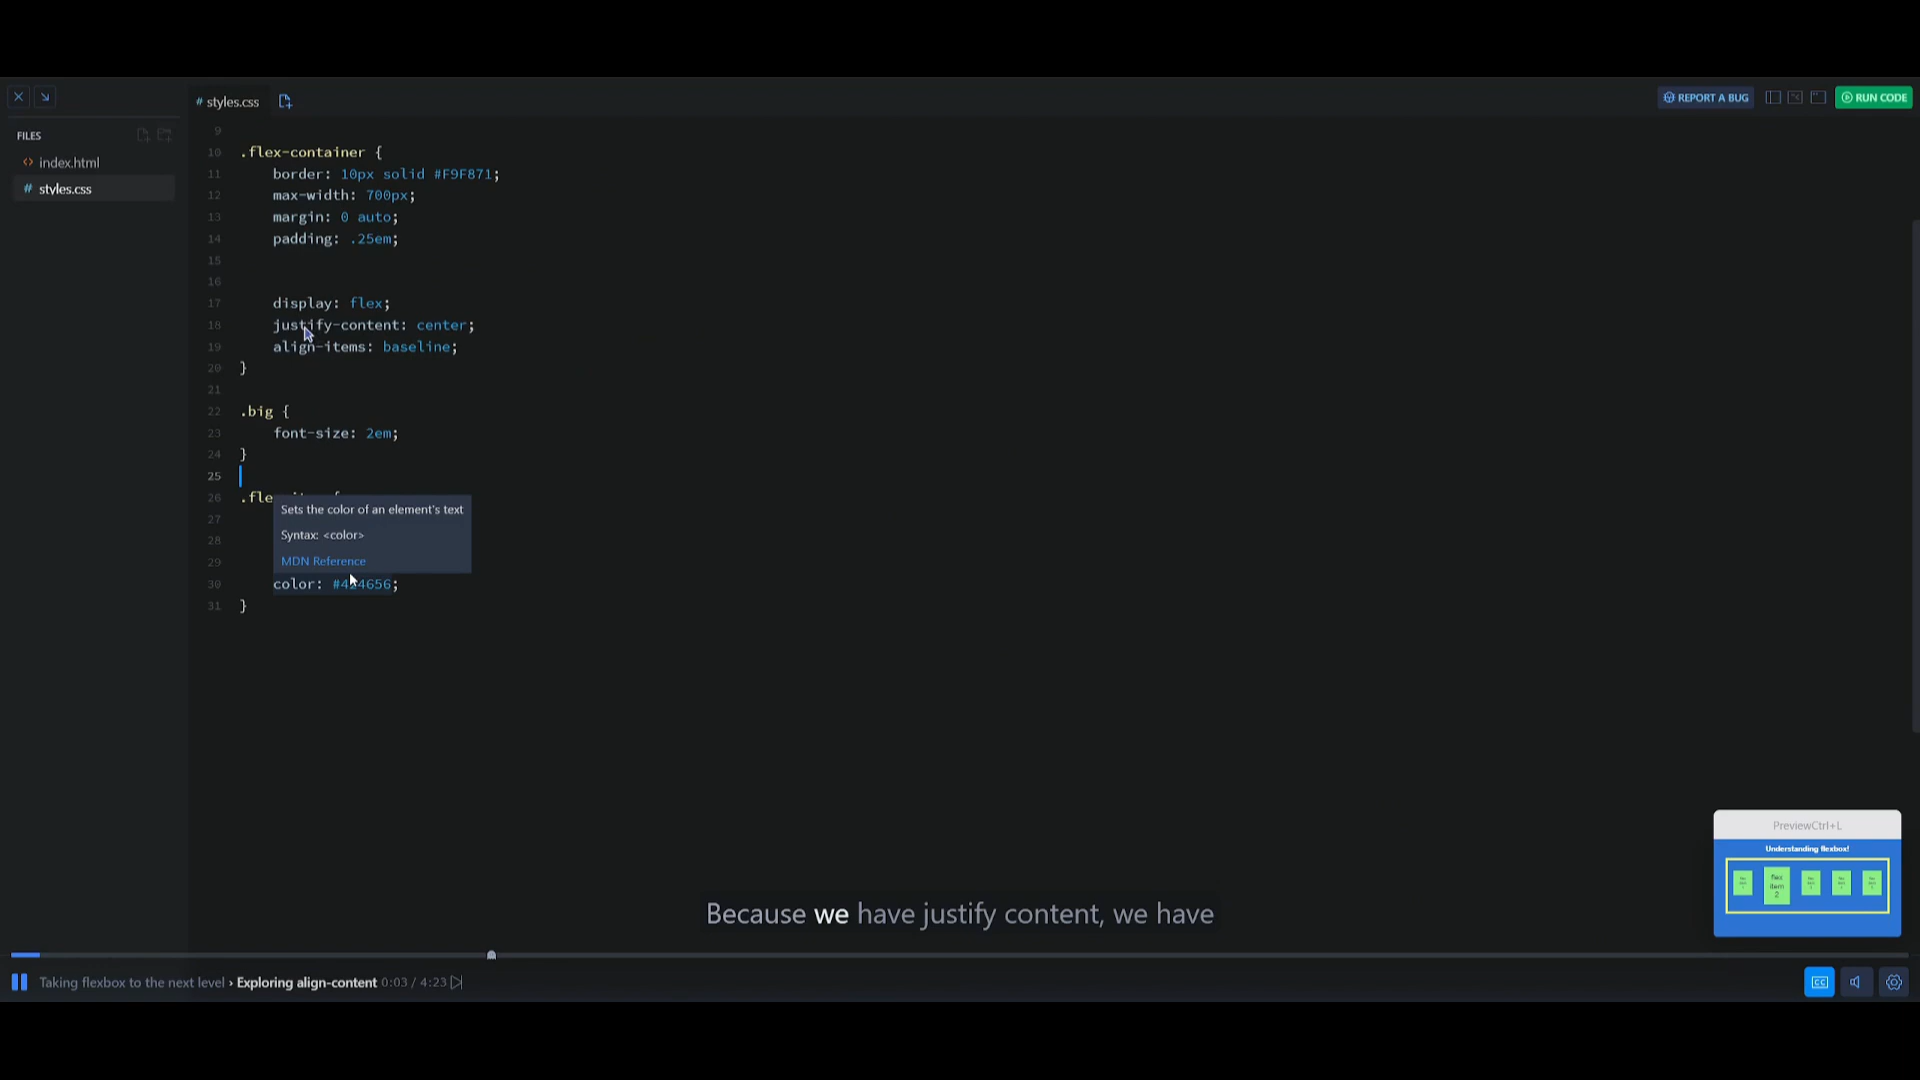 # styles.css
REPORT A BUG
RUN CODE
FILES
index.html
# styles.css
9
10 .flex-container {
11 border: 10px solid #F9F871;
12 max-width: 700px;
13 margin: 0 auto;
14 padding: .25em;
15
16
17 display: flex;
18 justify-content: center;
19 align-items: baseline;
20 }
21
22 .big {
23 font-size: 2em;
24 }
25
26 .fle
Sets the color of an element's text
27
Syntax: <color>
28
MDN Reference
29
30 color: #424656;
31 }
PreviewCtrl+L
Understanding flexbox!
flex
item
2
Because we have justify content, we have
Taking flexbox to the next level › Exploring align-content 0:03 / 4:23
CC